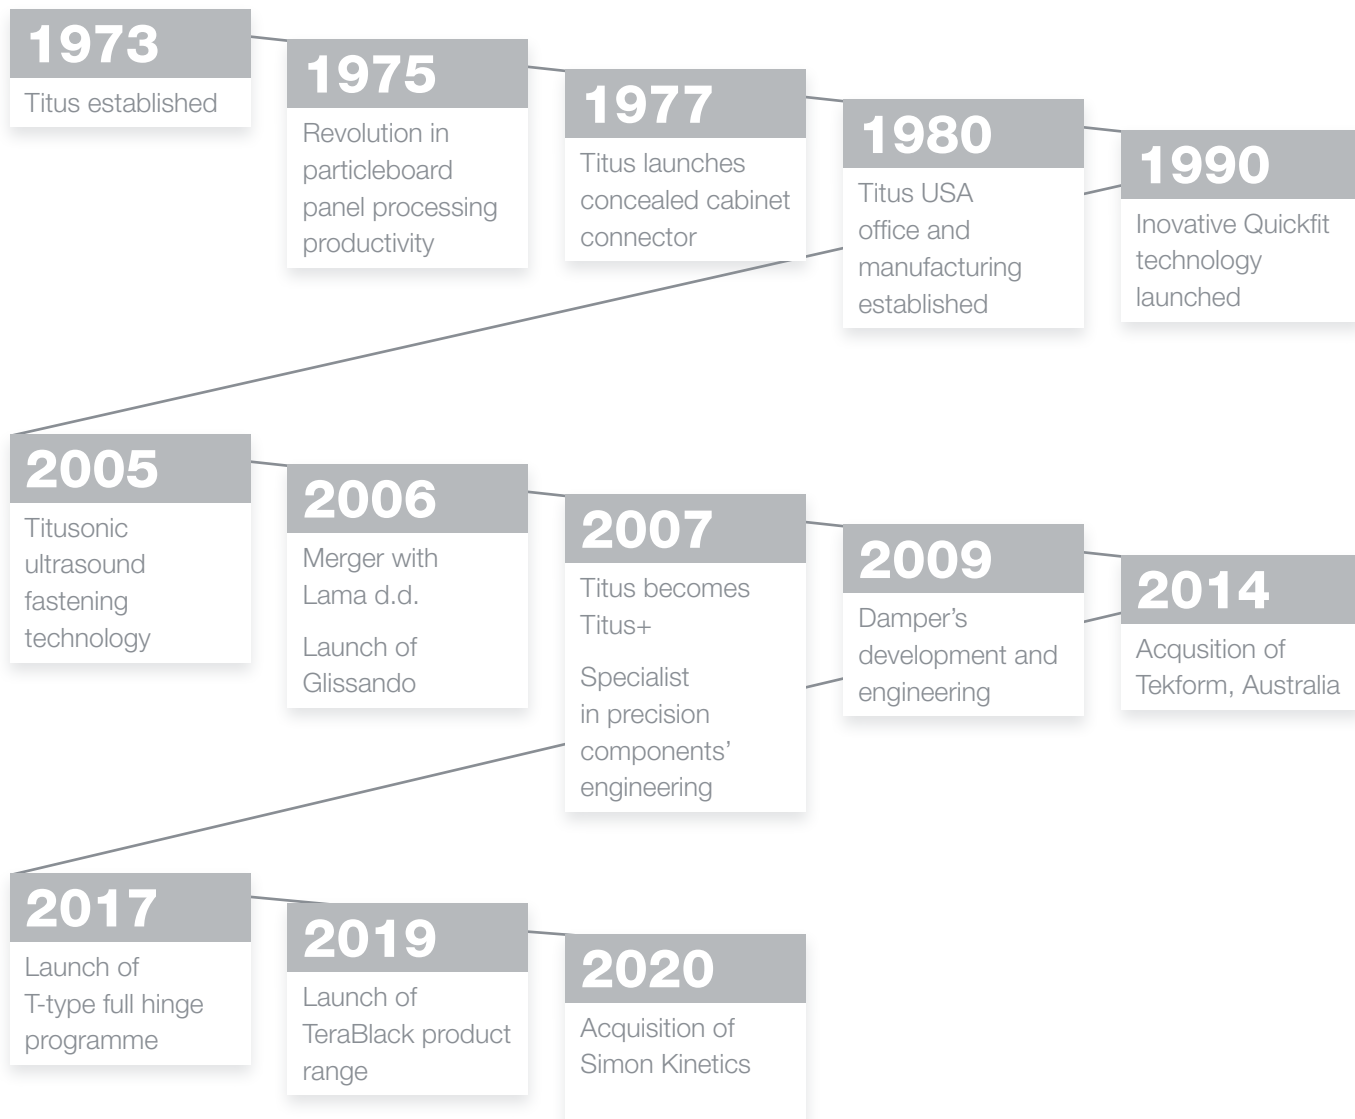 1973
Titus established
1975
Revolution in
particleboard
panel processing
productivity
1977
Titus launches
concealed cabinet
connector
1980
Titus USA
office and
manufacturing
established
1990
Inovative Quickfit
technology
launched
2005
Titusonic
ultrasound
fastening
technology
2006
Merger with
Lama d.d.
Launch of
Glissando
2007
Titus becomes
Titus+
Specialist
in precision
components’
engineering
2009
Damper’s
development and
engineering
2014
Acqusition of
Tekform, Australia
2017
Launch of
T-type full hinge
programme
2019
Launch of
TeraBlack product
range
2020
Acquisition of
Simon Kinetics